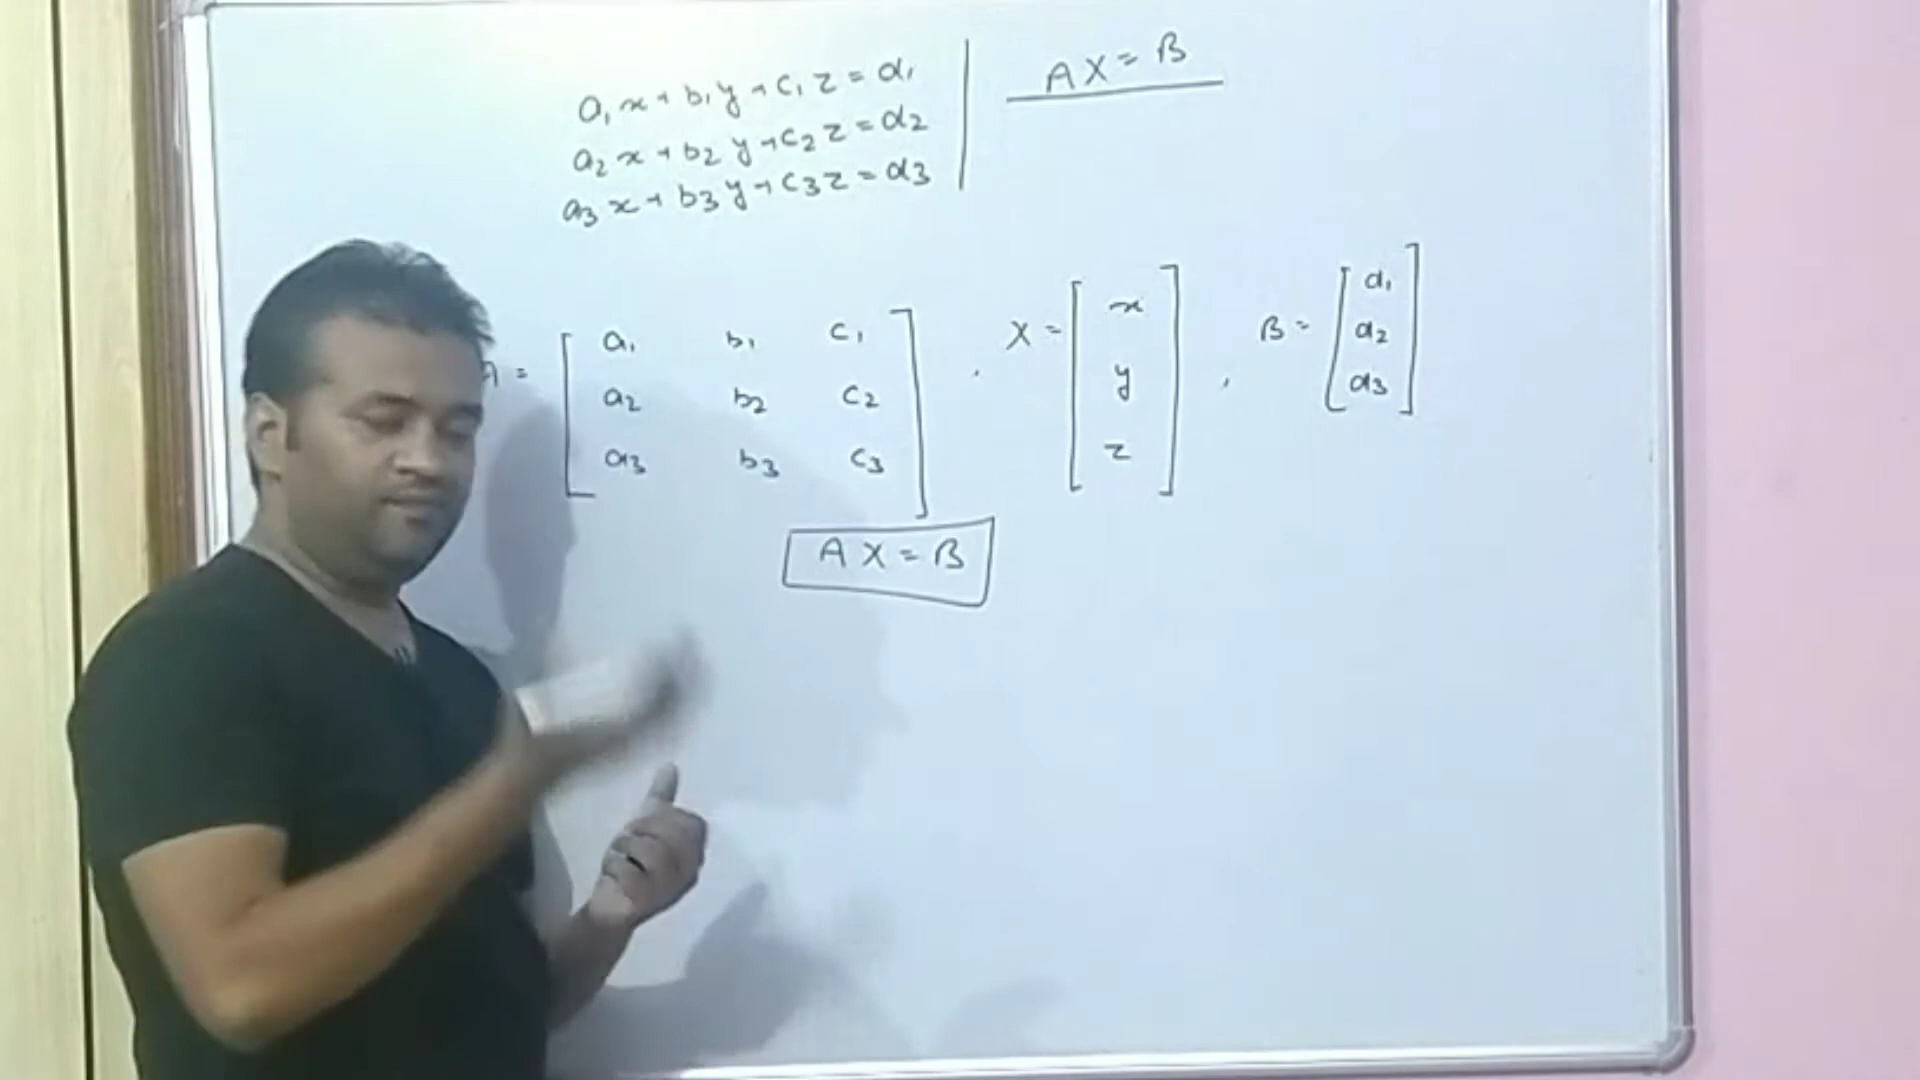 a₁x + b₁y + c₁z = d₁
a₂x + b₂y + c₂z = d₂
a₃x + b₃y + c₃z = d₃
AX = B
A = [ a₁ b₁ c₁
a₂ b₂ c₂
a₃ b₃ c₃ ] ,
X = [ x
y
z ] ,
B = [ d₁
d₂
d₃ ]
AX = B